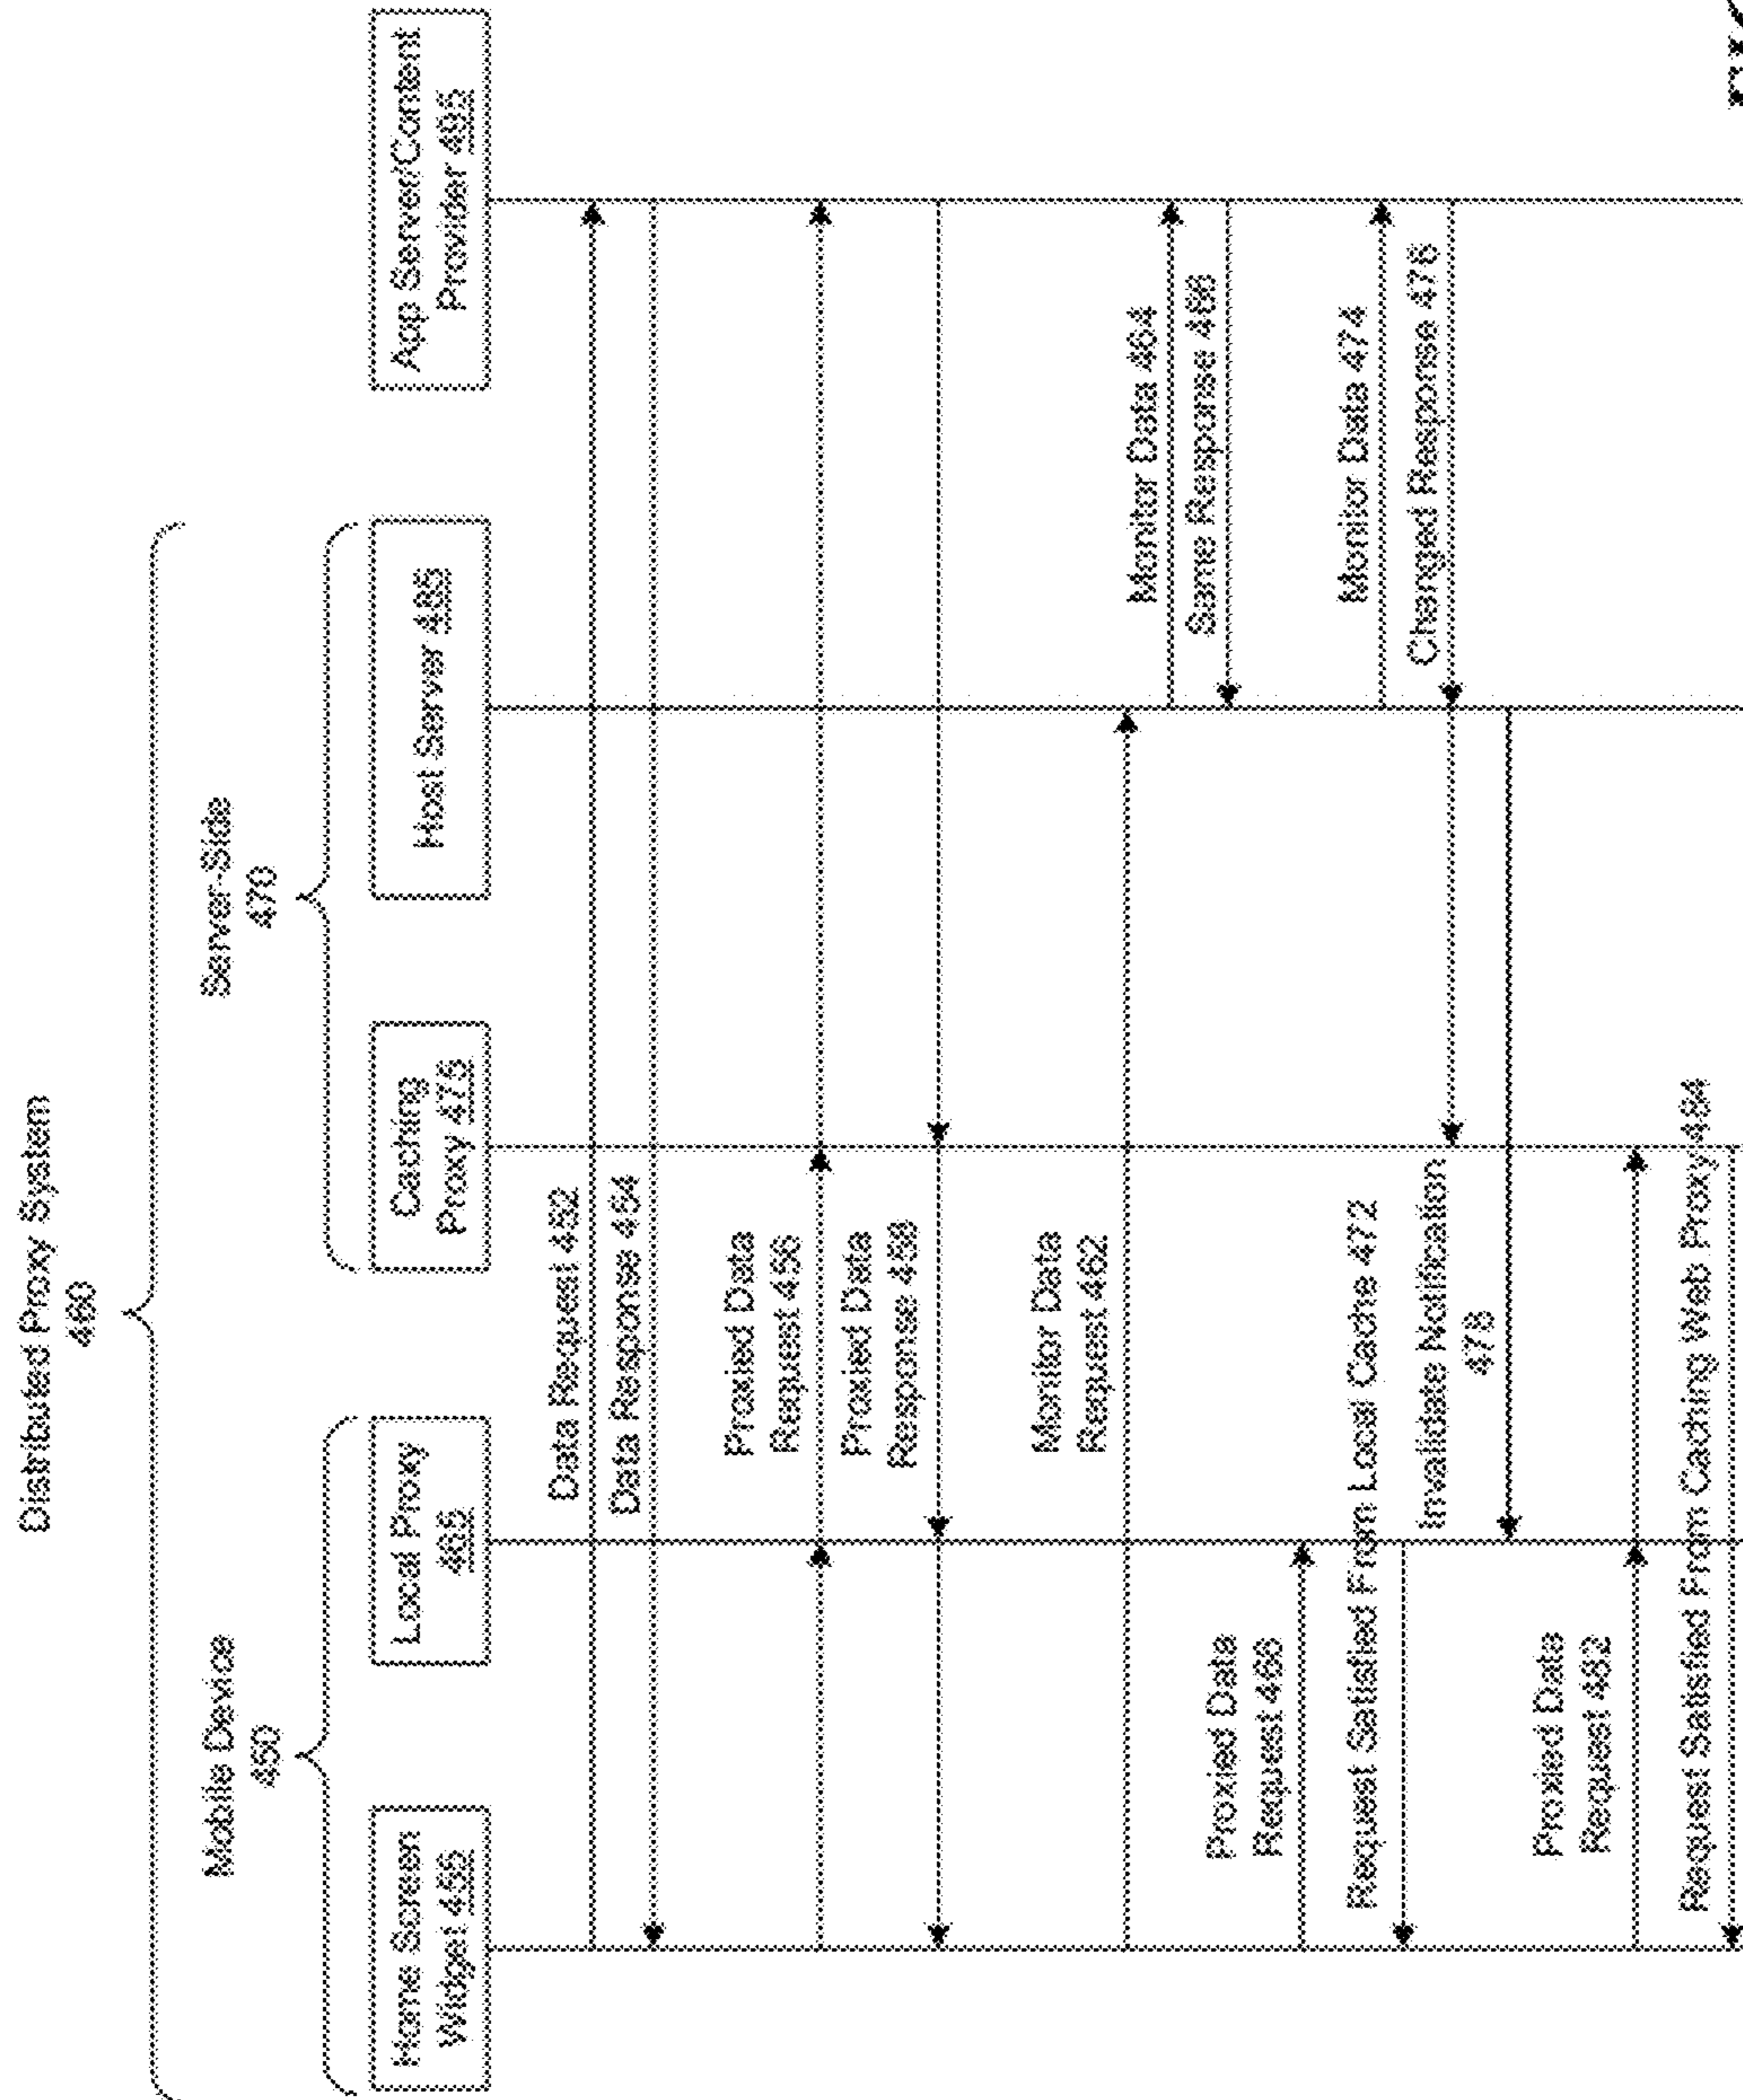 Distributed Proxy System
460
Mobile Device
450
Server-Side
470
Home Screen
Widget 455
Local Proxy
465
Caching
Proxy 475
Host Server 485
App Server/Content
Provider 495
Data Request 452
Data Response 454
Proxied Data
Request 456
Proxied Data
Response 458
Monitor Data
Request 462
Monitor Data 464
Same Response 466
Proxied Data
Request 468
Request Satisfied From Local Cache 472
Monitor Data 474
Changed Response 476
Invalidate Notification
478
Proxied Data
Request 482
Request Satisfied From Caching Web Proxy 484